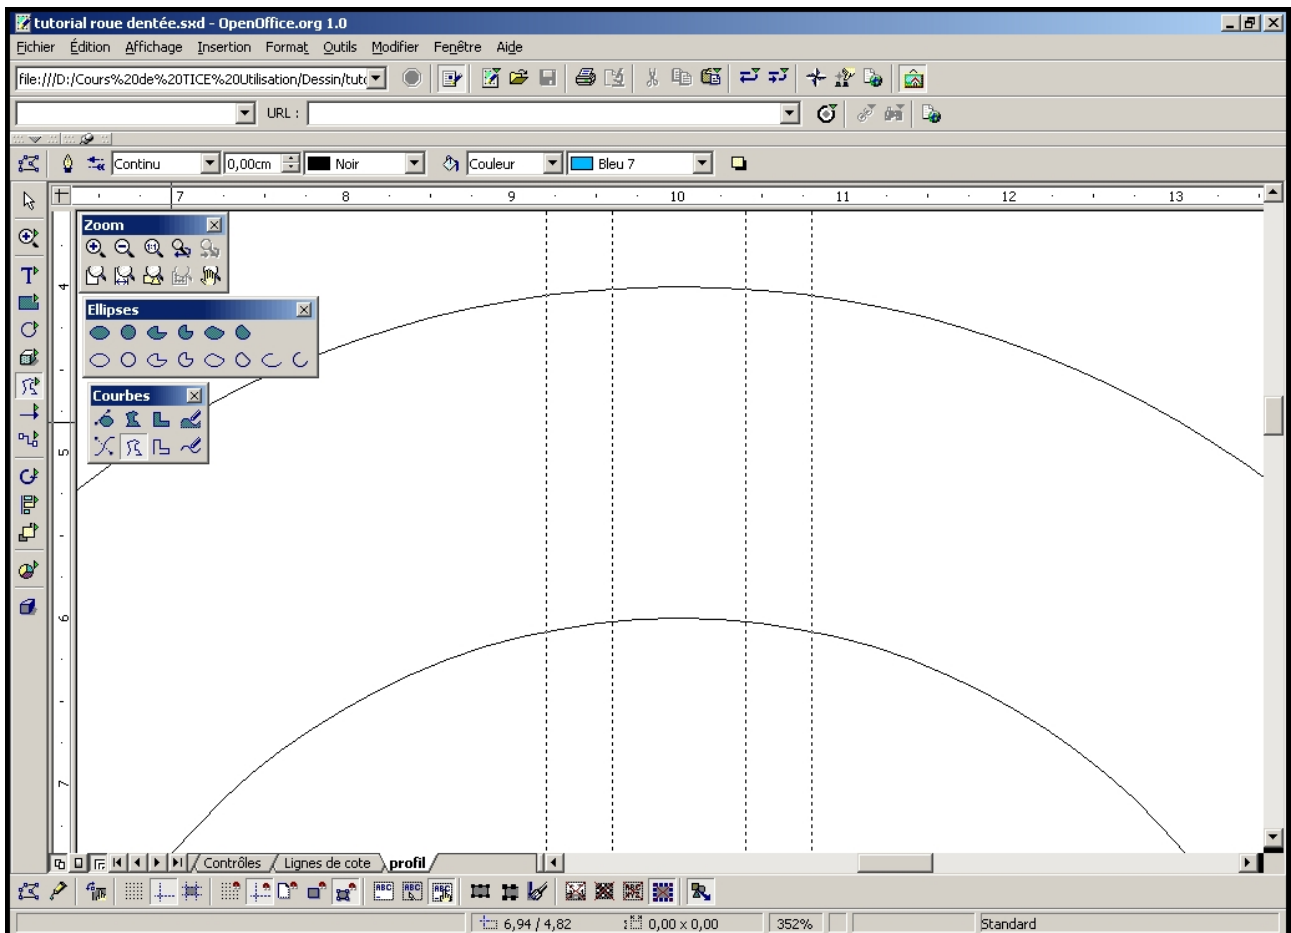 tutorial roue dentée.sxd - OpenOffice.org 1.0
Fichier Édition Affichage Insertion Format Outils Modifier Fenêtre Aide
file:///D:/Cours%20de%20TICE%20Utilisation/Dessin/tuto
URL :
Continu 0,00cm Noir Couleur Bleu 7
7 8 9 10 11 12 13
Zoom
4
Ellipses
Courbes
5
6
7
Contrôles Lignes de cote profil
6,94 / 4,82 0,00 x 0,00 352% Standard